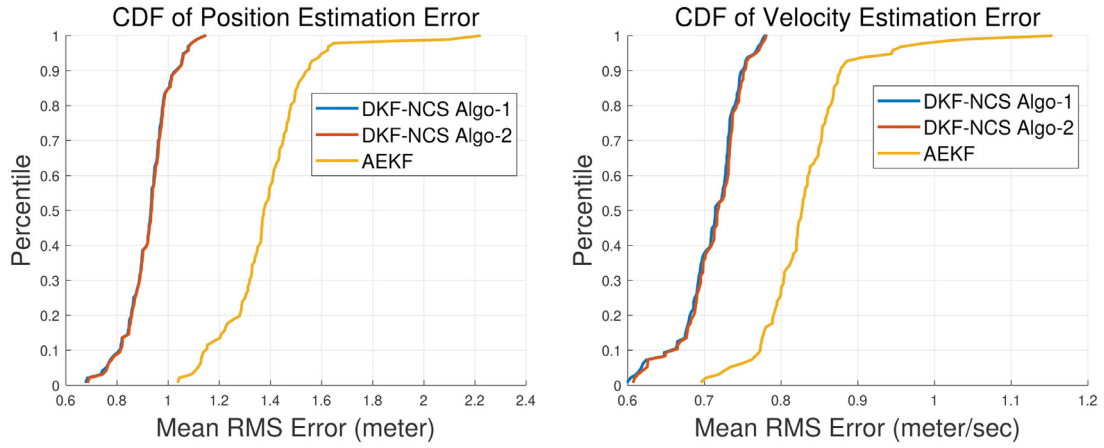 CDF of Position Estimation Error
1
0.9
0.8
0.7
0.6
0.5
0.4
0.3
0.2
0.1
0
Percentile
DKF-NCS Algo-1
DKF-NCS Algo-2
AEKF
0.6 0.8 1 1.2 1.4 1.6 1.8 2 2.2 2.4
Mean RMS Error (meter)
CDF of Velocity Estimation Error
1
0.9
0.8
0.7
0.6
0.5
0.4
0.3
0.2
0.1
0
Percentile
DKF-NCS Algo-1
DKF-NCS Algo-2
AEKF
0.6 0.7 0.8 0.9 1 1.1 1.2
Mean RMS Error (meter/sec)